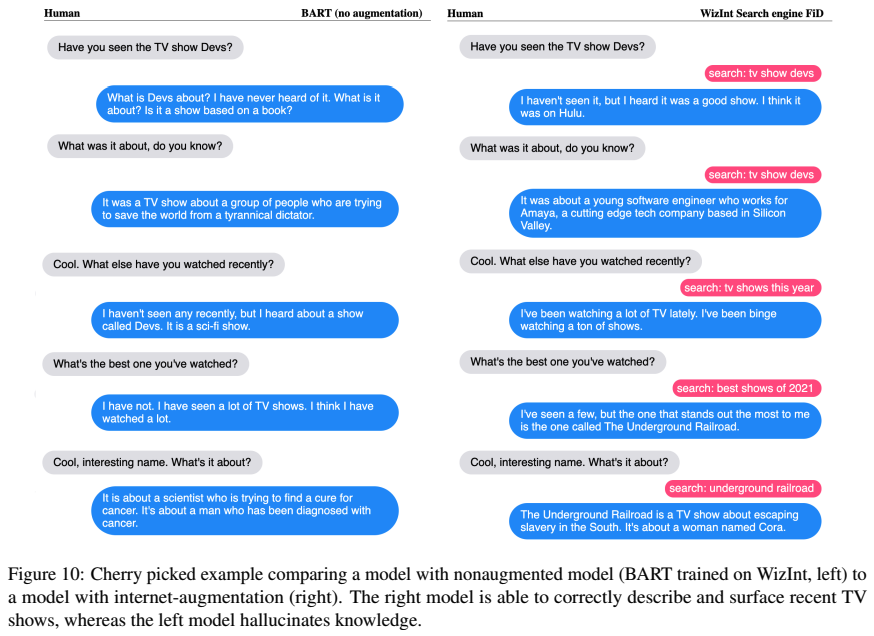 Human
BART (no augmentation)
Have you seen the TV show Devs?
What is Devs about? I have never heard of it. What is it
about? Is it a show based on a book?
What was it about, do you know?
It was a TV show about a group of people who are trying
to save the world from a tyrannical dictator.
Cool. What else have you watched recently?
I haven't seen any recently, but I heard about a show
called Devs. It is a sci-fi show.
What's the best one you've watched?
I have not. I have seen a lot of TV shows. I think I have
watched a lot.
Cool, interesting name. What's it about?
It is about a scientist who is trying to find a cure for
cancer. It's about a man who has been diagnosed with
cancer.
Human
WizInt Search engine FiD
Have you seen the TV show Devs?
search: tv show devs
I haven't seen it, but I heard it was a good show. I think it
was on Hulu.
What was it about, do you know?
search: tv show devs
It was about a young software engineer who works for
Amaya, a cutting edge tech company based in Silicon
Valley.
Cool. What else have you watched recently?
search: tv shows this year
I've been watching a lot of TV lately. I've been binge
watching a ton of shows.
What's the best one you've watched?
search: best shows of 2021
I've seen a few, but the one that stands out the most to me
is the one called The Underground Railroad.
Cool, interesting name. What's it about?
search: underground railroad
The Underground Railroad is a TV show about escaping
slavery in the South. It's about a woman named Cora.
Figure 10: Cherry picked example comparing a model with nonaugmented model (BART trained on WizInt, left) to
a model with internet-augmentation (right). The right model is able to correctly describe and surface recent TV
shows, whereas the left model hallucinates knowledge.